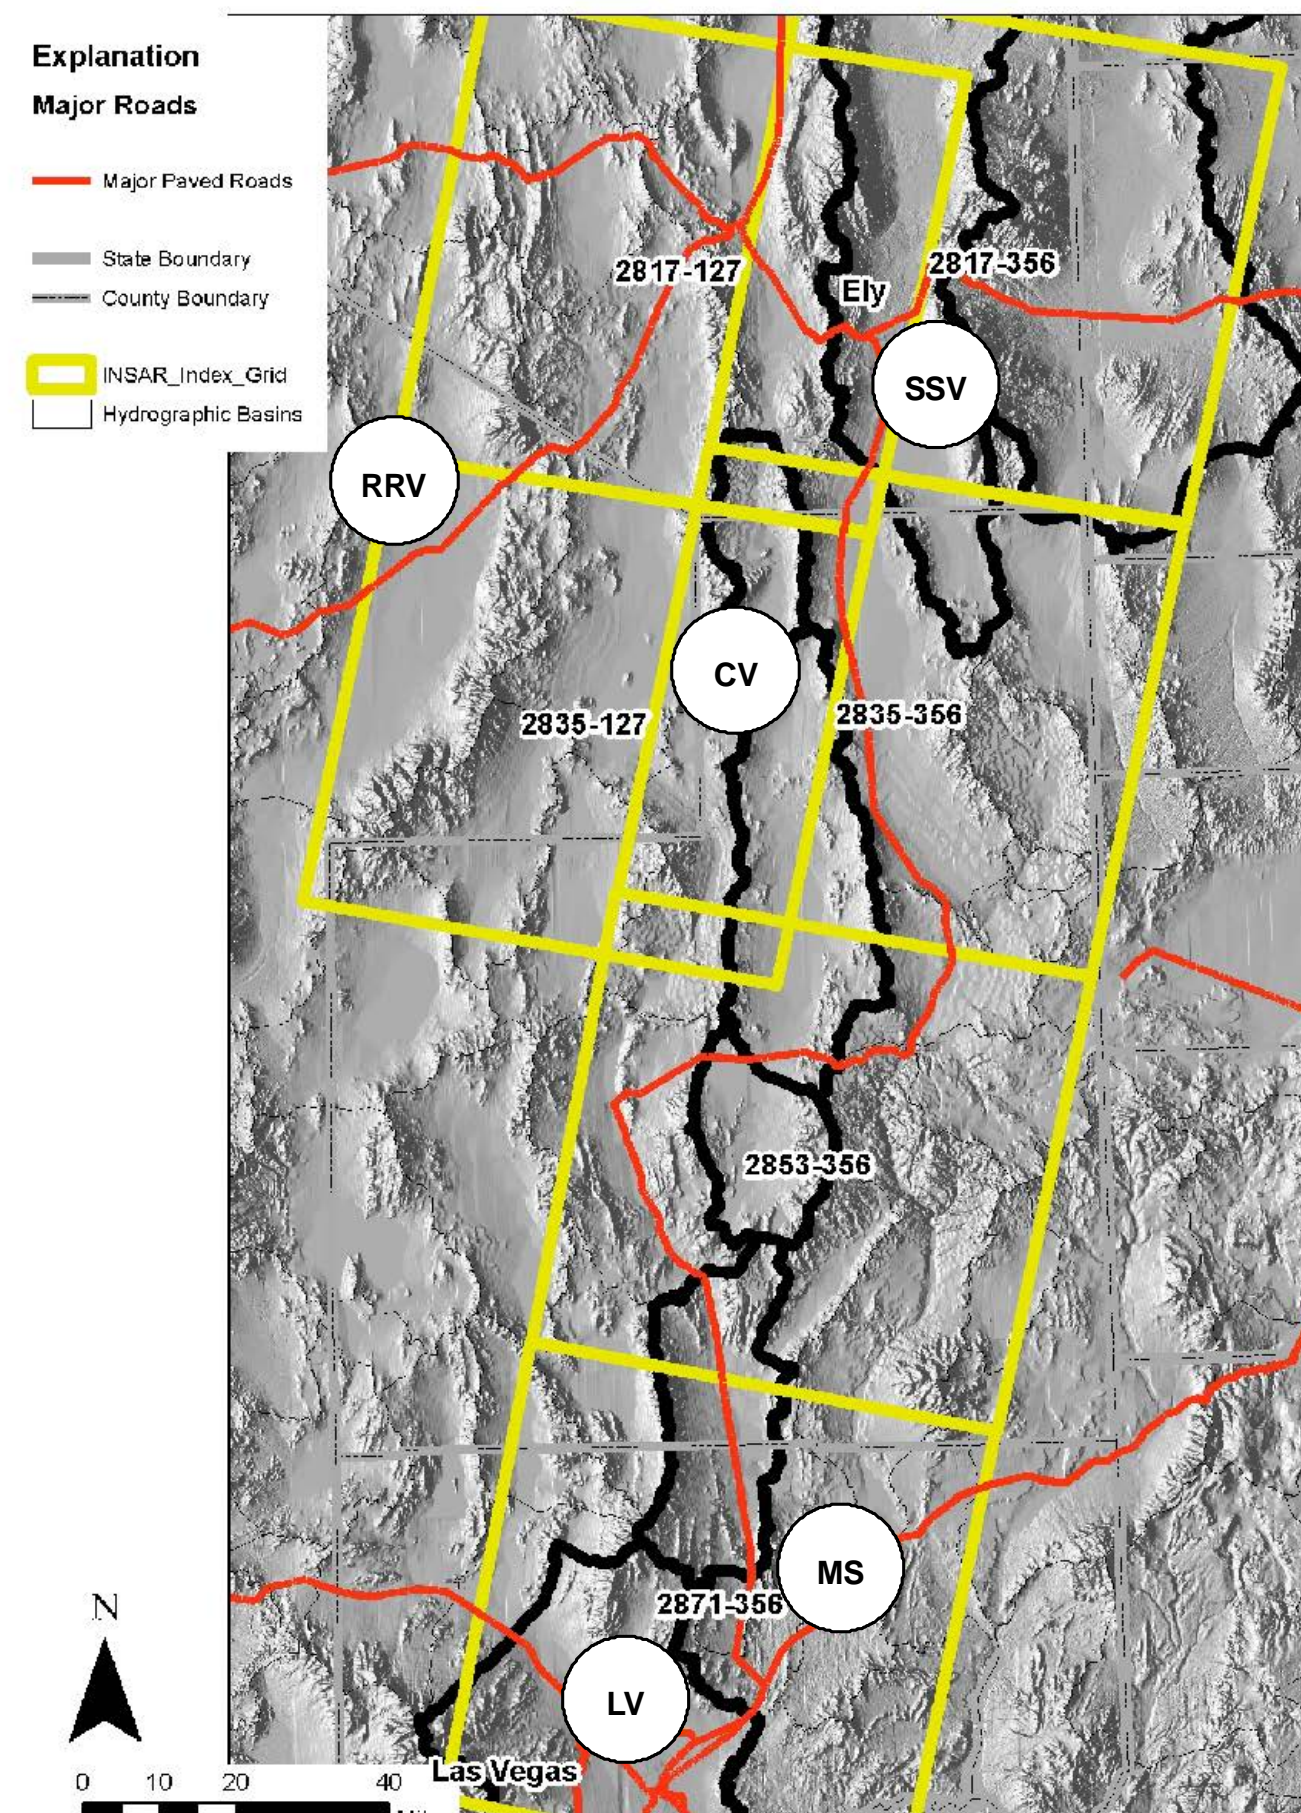 Explanation
Major Roads
Major Paved Roads
State Boundary
County Boundary
INSAR_Index_Grid
Hydrographic Basins
2817-127
2817-356
Ely
SSV
RRV
CV
2835-127
2835-356
2853-356
MS
2871-356
LV
N
Las Vegas
0 10 20 40